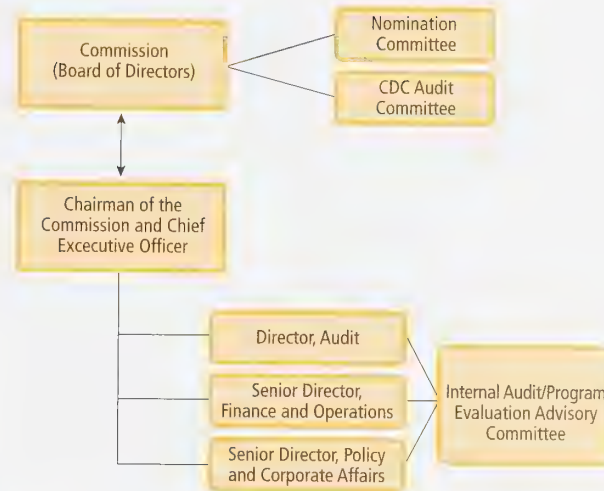 Commission
(Board of Directors)
Nomination
Committee
CDC Audit
Committee
Chairman of the
Commission and Chief
Excecutive Officer
Director, Audit
Senior Director,
Finance and Operations
Senior Director, Policy
and Corporate Affairs
Internal Audit/Program
Evaluation Advisory
Committee